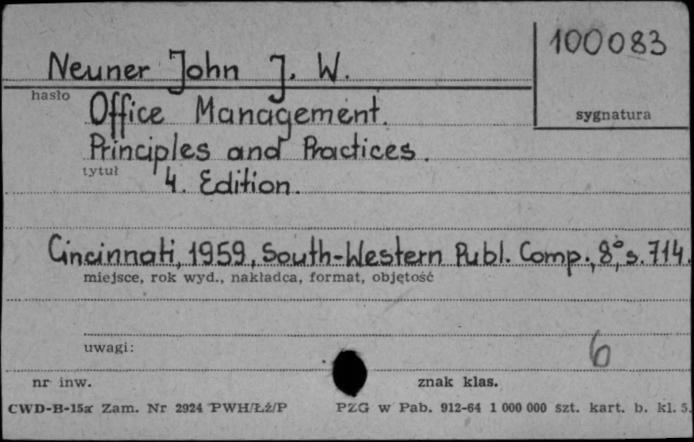 100083
Neuner John J. W.
hasło
sygnatura
Office Management.
Principles and Practices.
tytuł
4. Edition.
Cincinnati, 1959, South-Western Publ. Comp., 8°, s. 714.
miejsce, rok wyd., nakładca, format, objętość
uwagi:
6
nr inw.
znak klas.
CWD-B-15a Zam. Nr 2924 PWH/Łź/P PZG w Pab. 912-64 1 000 000 szt. kart. b. kl. 5.